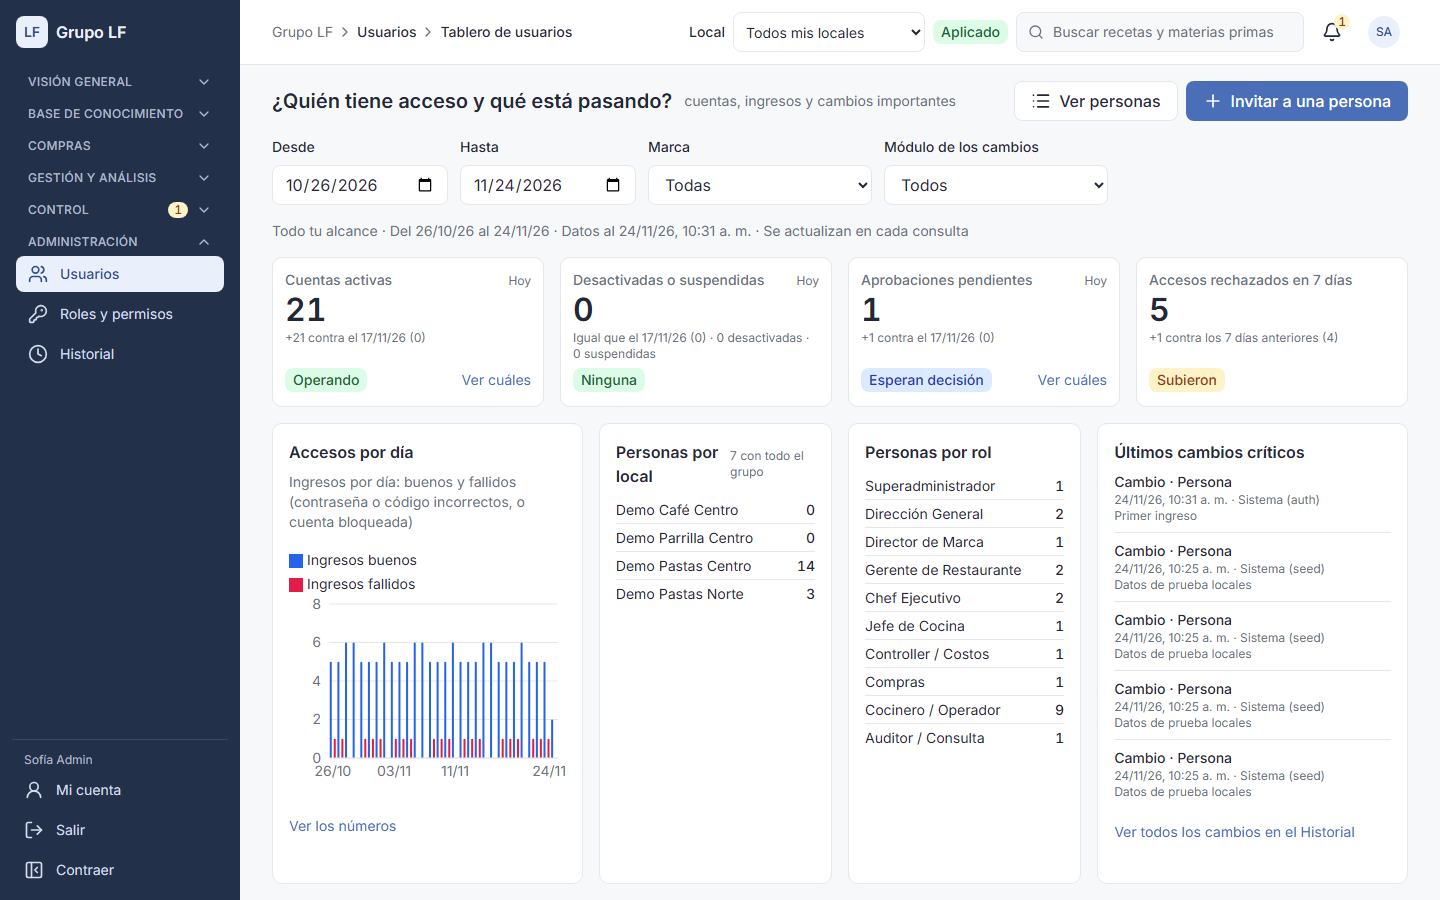 LF Grupo LF
VISIÓN GENERAL
BASE DE CONOCIMIENTO
COMPRAS
GESTIÓN Y ANÁLISIS
CONTROL 1
ADMINISTRACIÓN
Usuarios
Roles y permisos
Historial
Sofía Admin
Mi cuenta
Salir
Contraer
Grupo LF > Usuarios > Tablero de usuarios
Local Todos mis locales Aplicado Buscar recetas y materias primas 1 SA
¿Quién tiene acceso y qué está pasando? cuentas, ingresos y cambios importantes
Ver personas
Invitar a una persona
Desde Hasta Marca Módulo de los cambios
10/26/2026 11/24/2026 Todas Todos
Todo tu alcance · Del 26/10/26 al 24/11/26 · Datos al 24/11/26, 10:31 a. m. · Se actualizan en cada consulta
Cuentas activas Hoy
21
+21 contra el 17/11/26 (0)
Operando Ver cuáles
Desactivadas o suspendidas Hoy
0
Igual que el 17/11/26 (0) · 0 desactivadas ·
0 suspendidas
Ninguna
Aprobaciones pendientes Hoy
1
+1 contra el 17/11/26 (0)
Esperan decisión Ver cuáles
Accesos rechazados en 7 días
5
+1 contra los 7 días anteriores (4)
Subieron
Accesos por día
Ingresos por día: buenos y fallidos
(contraseña o código incorrectos, o
cuenta bloqueada)
Ingresos buenos
Ingresos fallidos
8
6
4
2
0
26/10 03/11 11/11 24/11
Ver los números
Personas por
local
7 con todo el
grupo
Demo Café Centro 0
Demo Parrilla Centro 0
Demo Pastas Centro 14
Demo Pastas Norte 3
Personas por rol
Superadministrador 1
Dirección General 2
Director de Marca 1
Gerente de Restaurante 2
Chef Ejecutivo 2
Jefe de Cocina 1
Controller / Costos 1
Compras 1
Cocinero / Operador 9
Auditor / Consulta 1
Últimos cambios críticos
Cambio · Persona
24/11/26, 10:31 a. m. · Sistema (auth)
Primer ingreso
Cambio · Persona
24/11/26, 10:25 a. m. · Sistema (seed)
Datos de prueba locales
Cambio · Persona
24/11/26, 10:25 a. m. · Sistema (seed)
Datos de prueba locales
Cambio · Persona
24/11/26, 10:25 a. m. · Sistema (seed)
Datos de prueba locales
Cambio · Persona
24/11/26, 10:25 a. m. · Sistema (seed)
Datos de prueba locales
Ver todos los cambios en el Historial